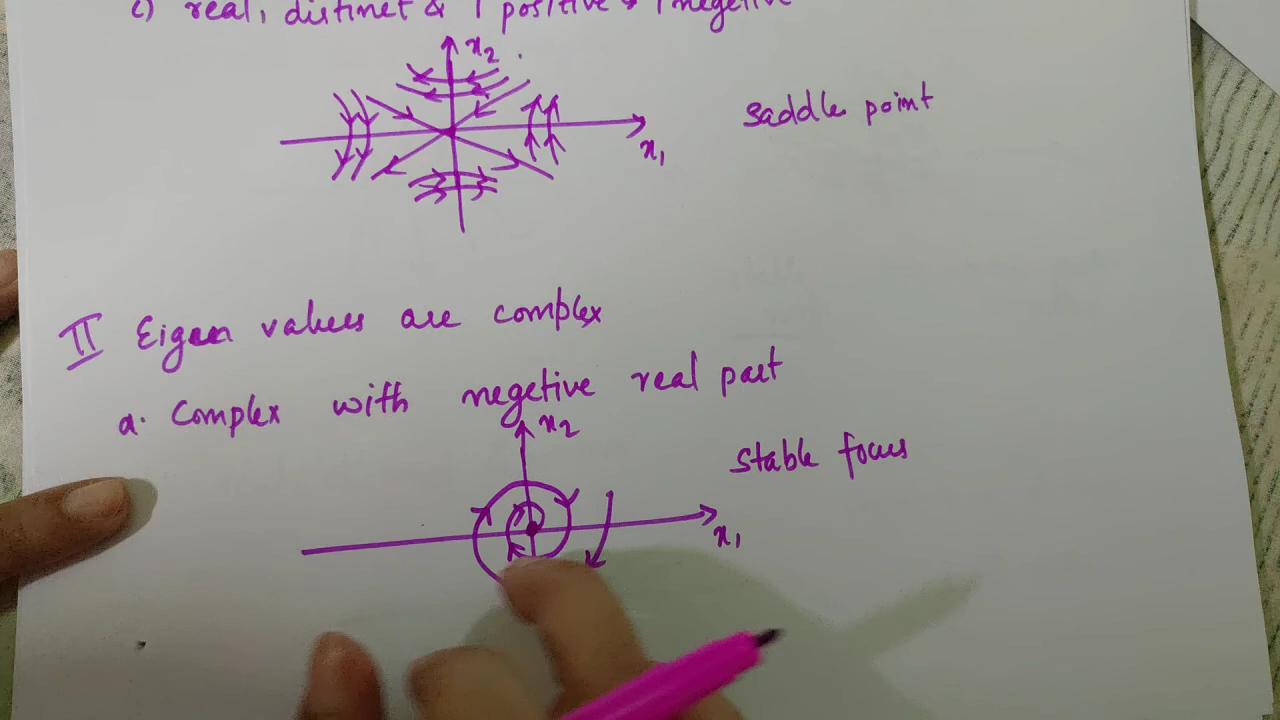 c) real, distinct & 1 positive & 1 negetive
x2
saddle point
x1
II Eigen values are complex
a. Complex with negetive real part
x2
stable focus
x1